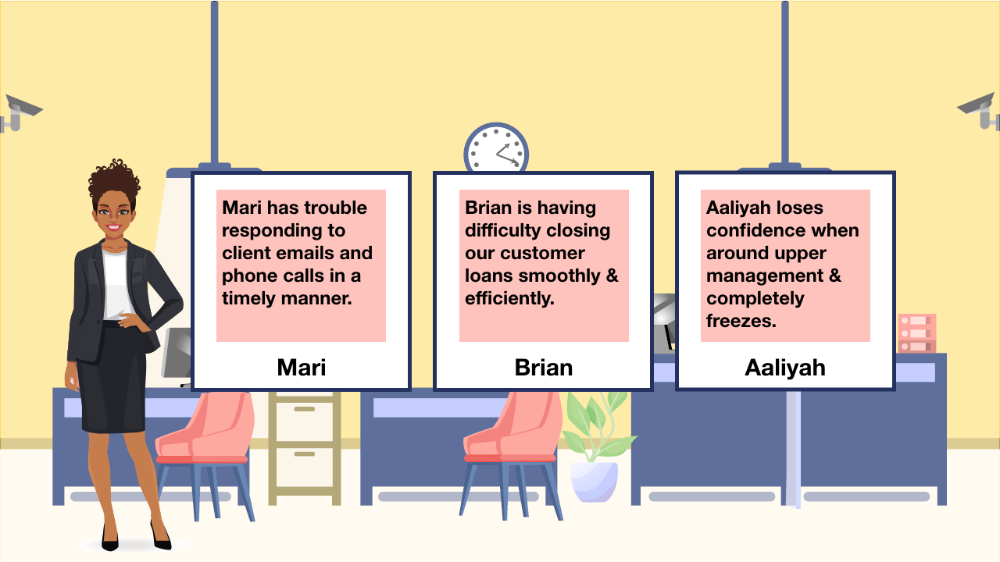 Mari has trouble
responding to
client emails and
phone calls in a
timely manner.
Mari
Brian is having
difficulty closing
our customer
loans smoothly &
efficiently.
Brian
Aaliyah loses
confidence when
around upper
management &
completely
freezes.
Aaliyah